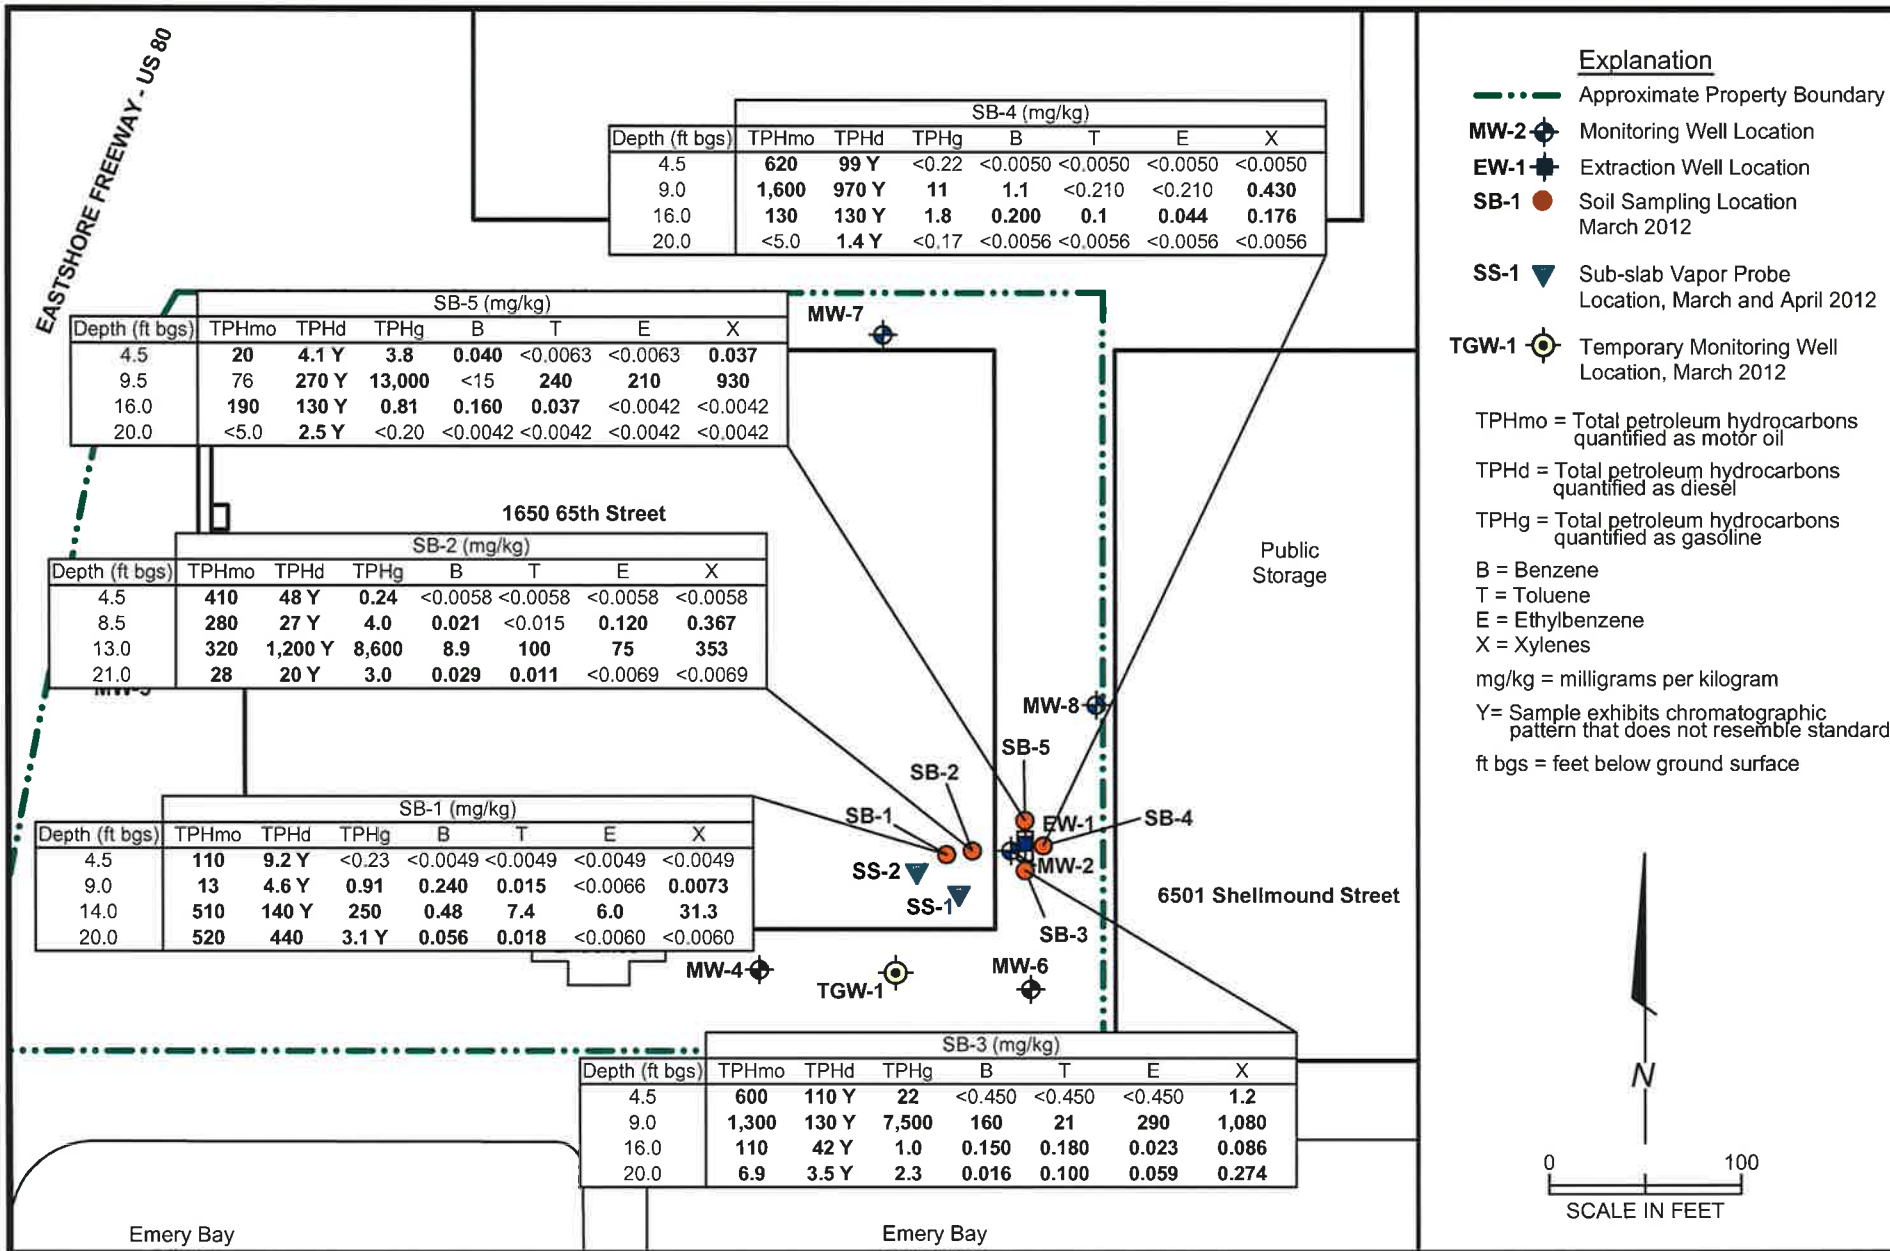 EASTSHORE FREEWAY - US 80
SB-4 (mg/kg)
Depth (ft bgs) TPHmo TPHd TPHg B T E X
4.5 620 99 Y <0.22 <0.0050 <0.0050 <0.0050 <0.0050
9.0 1,600 970 Y 11 1.1 <0.210 <0.210 0.430
16.0 130 130 Y 1.8 0.200 0.1 0.044 0.176
20.0 <5.0 1.4 Y <0.17 <0.0056 <0.0056 <0.0056 <0.0056
SB-5 (mg/kg)
Depth (ft bgs) TPHmo TPHd TPHg B T E X
4.5 20 4.1 Y 3.8 0.040 <0.0063 <0.0063 0.037
9.5 76 270 Y 13,000 <15 240 210 930
16.0 190 130 Y 0.81 0.160 0.037 <0.0042 <0.0042
20.0 <5.0 2.5 Y <0.20 <0.0042 <0.0042 <0.0042 <0.0042
MW-7
1650 65th Street
SB-2 (mg/kg)
Depth (ft bgs) TPHmo TPHd TPHg B T E X
4.5 410 48 Y 0.24 <0.0058 <0.0058 <0.0058 <0.0058
8.5 280 27 Y 4.0 0.021 <0.015 0.120 0.367
13.0 320 1,200 Y 8,600 8.9 100 75 353
21.0 28 20 Y 3.0 0.029 0.011 <0.0069 <0.0069
Public
Storage
MW-8
SB-5
SB-2
SB-1
EW-1
SB-4
MW-2
SS-2
SS-1
SB-3
6501 Shellmound Street
SB-1 (mg/kg)
Depth (ft bgs) TPHmo TPHd TPHg B T E X
4.5 110 9.2 Y <0.23 <0.0049 <0.0049 <0.0049 <0.0049
9.0 13 4.6 Y 0.91 0.240 0.015 <0.0066 0.0073
14.0 510 140 Y 250 0.48 7.4 6.0 31.3
20.0 520 440 3.1 Y 0.056 0.018 <0.0060 <0.0060
MW-4
TGW-1
MW-6
SB-3 (mg/kg)
Depth (ft bgs) TPHmo TPHd TPHg B T E X
4.5 600 110 Y 22 <0.450 <0.450 <0.450 1.2
9.0 1,300 130 Y 7,500 160 21 290 1,080
16.0 110 42 Y 1.0 0.150 0.180 0.023 0.086
20.0 6.9 3.5 Y 2.3 0.016 0.100 0.059 0.274
Emery Bay
Emery Bay
Explanation
Approximate Property Boundary
MW-2 Monitoring Well Location
EW-1 Extraction Well Location
SB-1 Soil Sampling Location
March 2012
SS-1 Sub-slab Vapor Probe
Location, March and April 2012
TGW-1 Temporary Monitoring Well
Location, March 2012
TPHmo = Total petroleum hydrocarbons
quantified as motor oil
TPHd = Total petroleum hydrocarbons
quantified as diesel
TPHg = Total petroleum hydrocarbons
quantified as gasoline
B = Benzene
T = Toluene
E = Ethylbenzene
X = Xylenes
mg/kg = milligrams per kilogram
Y= Sample exhibits chromatographic
pattern that does not resemble standard
ft bgs = feet below ground surface
N
0 100
SCALE IN FEET